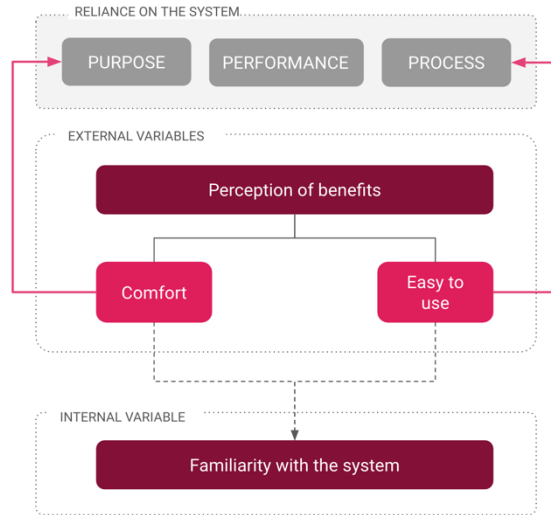 RELIANCE ON THE SYSTEM
PURPOSE
PERFORMANCE
PROCESS
EXTERNAL VARIABLES
Perception of benefits
Comfort
Easy to
use
INTERNAL VARIABLE
Familiarity with the system